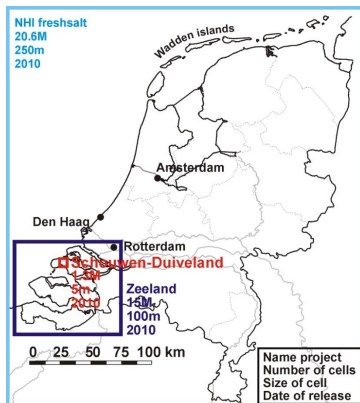 NHI freshsalt
20.6M
250m
2010
Wadden islands
Amsterdam
Den Haag
Rotterdam
Schouwen-Duiveland
1.3M
5m
2010
Zeeland
15M
100m
2010
0 25 50 75 100 km
Name project
Number of cells
Size of cell
Date of release